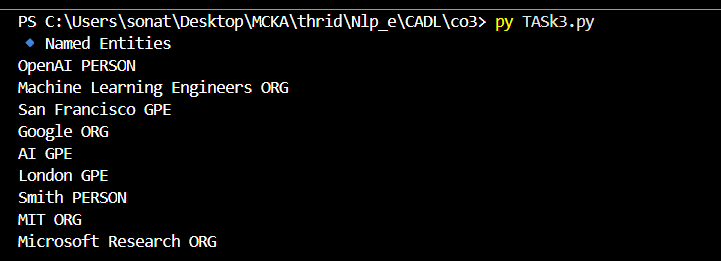 PS C:\Users\sonat\Desktop\MCKA\thrid\Nlp_e\CADL\co3> py TASk3.py
🔹 Named Entities
OpenAI PERSON
Machine Learning Engineers ORG
San Francisco GPE
Google ORG
AI GPE
London GPE
Smith PERSON
MIT ORG
Microsoft Research ORG